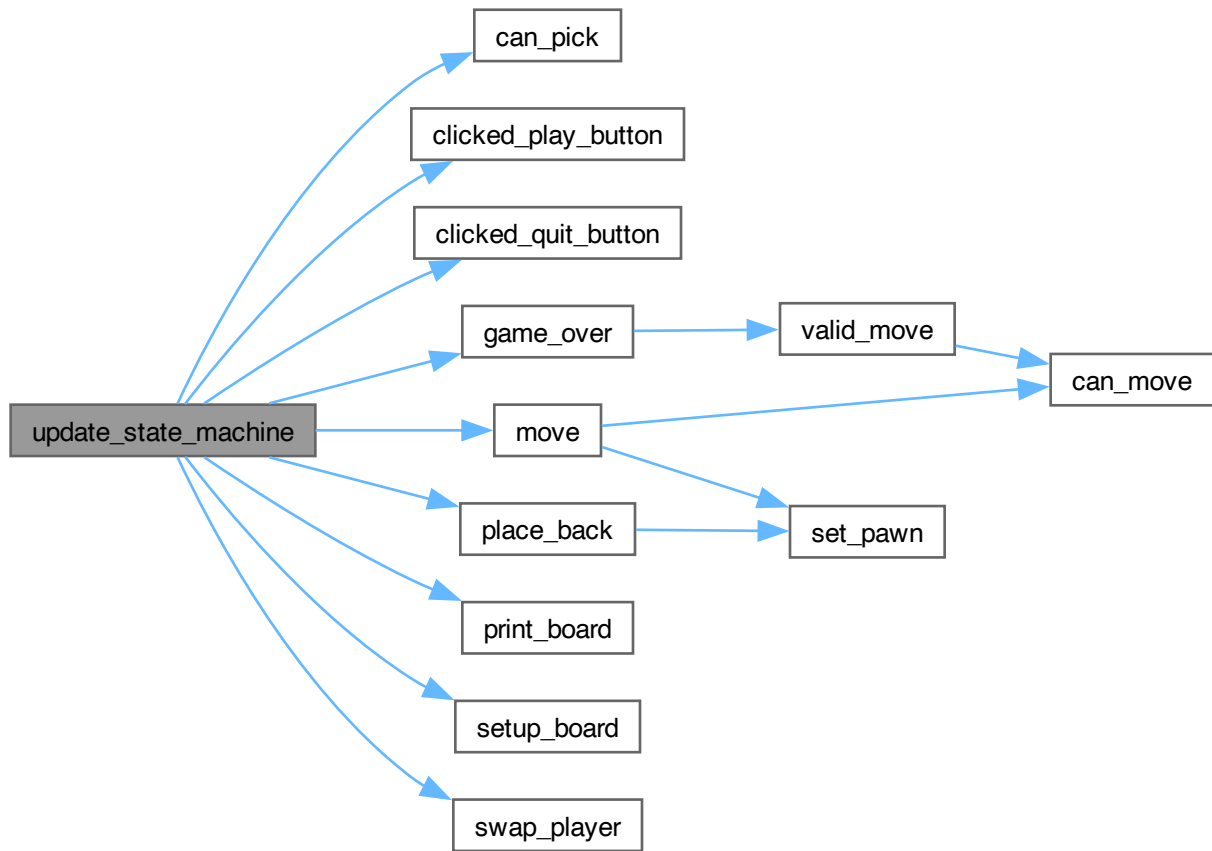 can_pick
clicked_play_button
clicked_quit_button
game_over
valid_move
can_move
update_state_machine
move
place_back
set_pawn
print_board
setup_board
swap_player